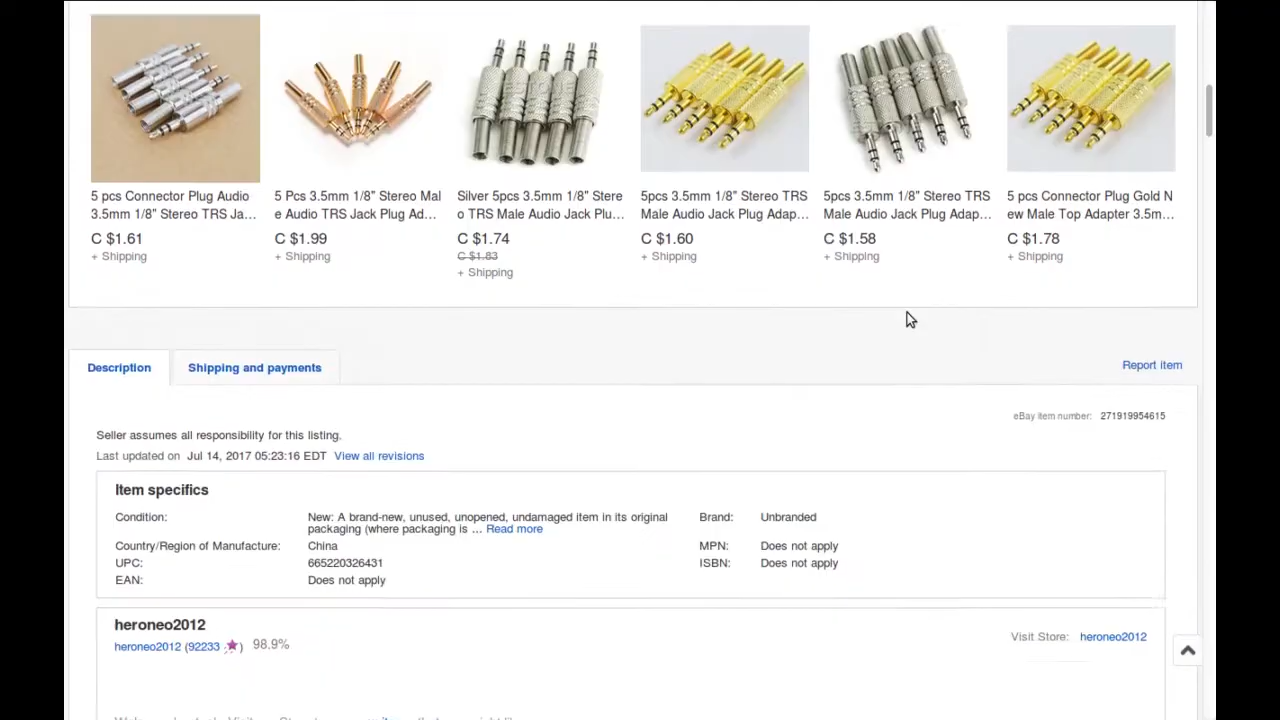 5 pcs Connector Plug Audio
3.5mm 1/8" Stereo TRS Ja...
C $1.61
+ Shipping
5 Pcs 3.5mm 1/8" Stereo Mal
e Audio TRS Jack Plug Ad...
C $1.99
+ Shipping
Silver 5pcs 3.5mm 1/8" Stere
o TRS Male Audio Jack Plu...
C $1.74
C $1.83
+ Shipping
5pcs 3.5mm 1/8" Stereo TRS
Male Audio Jack Plug Adap...
C $1.60
+ Shipping
5pcs 3.5mm 1/8" Stereo TRS
Male Audio Jack Plug Adap...
C $1.58
+ Shipping
5 pcs Connector Plug Gold N
ew Male Top Adapter 3.5m...
C $1.78
+ Shipping
Description
Shipping and payments
Report item
eBay item number: 271919954615
Seller assumes all responsibility for this listing.
Last updated on Jul 14, 2017 05:23:16 EDT View all revisions
Item specifics
Condition: New: A brand-new, unused, unopened, undamaged item in its original
packaging (where packaging is ... Read more
Brand: Unbranded
Country/Region of Manufacture: China
MPN: Does not apply
UPC: 665220326431
ISBN: Does not apply
EAN: Does not apply
heroneo2012
heroneo2012 (92233) 98.9%
Visit Store: heroneo2012